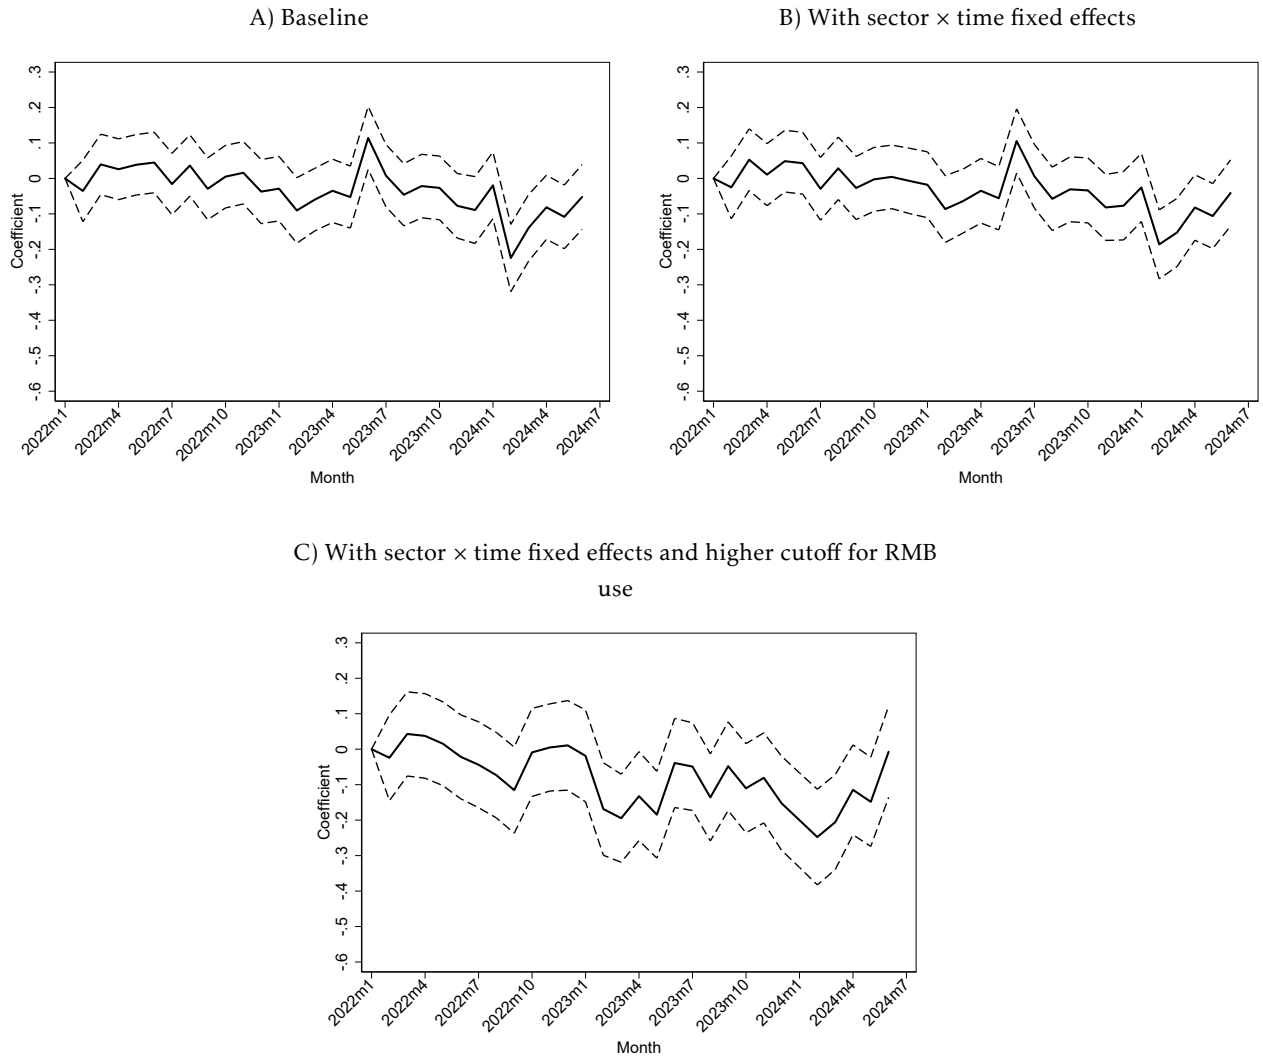 A) Baseline
.3
.2
.1
0
-.1
-.2
-.3
-.4
-.5
-.6
Coefficient
2022m1
2022m4
2022m7
2022m10
2023m1
2023m4
2023m7
2023m10
2024m1
2024m4
2024m7
Month
B) With sector × time fixed effects
.3
.2
.1
0
-.1
-.2
-.3
-.4
-.5
-.6
Coefficient
2022m1
2022m4
2022m7
2022m10
2023m1
2023m4
2023m7
2023m10
2024m1
2024m4
2024m7
Month
C) With sector × time fixed effects and higher cutoff for RMB
use
.3
.2
.1
0
-.1
-.2
-.3
-.4
-.5
-.6
Coefficient
2022m1
2022m4
2022m7
2022m10
2023m1
2023m4
2023m7
2023m10
2024m1
2024m4
2024m7
Month